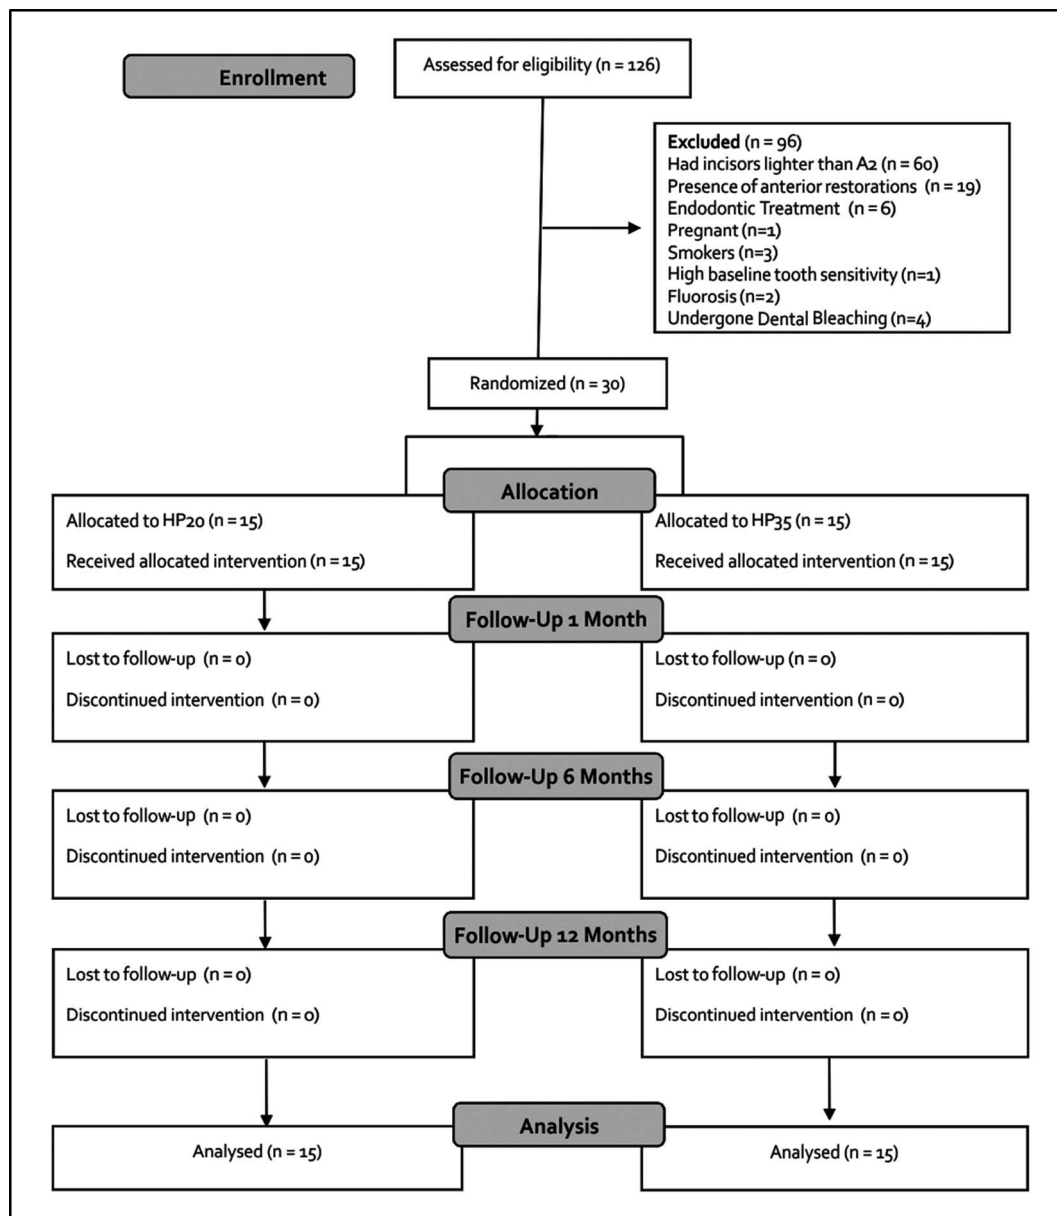 Enrollment
Assessed for eligibility (n = 126)
Excluded (n = 96)
Had incisors lighter than A2 (n = 60)
Presence of anterior restorations (n = 19)
Endodontic Treatment (n = 6)
Pregnant (n=1)
Smokers (n=3)
High baseline tooth sensitivity (n=1)
Fluorosis (n=2)
Undergone Dental Bleaching (n=4)
Randomized (n = 30)
Allocation
Allocated to HP20 (n = 15)
Received allocated intervention (n = 15)
Allocated to HP35 (n = 15)
Received allocated intervention (n = 15)
Follow-Up 1 Month
Lost to follow-up (n = 0)
Discontinued intervention (n = 0)
Lost to follow-up (n = 0)
Discontinued intervention (n = 0)
Follow-Up 6 Months
Lost to follow-up (n = 0)
Discontinued intervention (n = 0)
Lost to follow-up (n = 0)
Discontinued intervention (n = 0)
Follow-Up 12 Months
Lost to follow-up (n = 0)
Discontinued intervention (n = 0)
Lost to follow-up (n = 0)
Discontinued intervention (n = 0)
Analysis
Analysed (n = 15)
Analysed (n = 15)